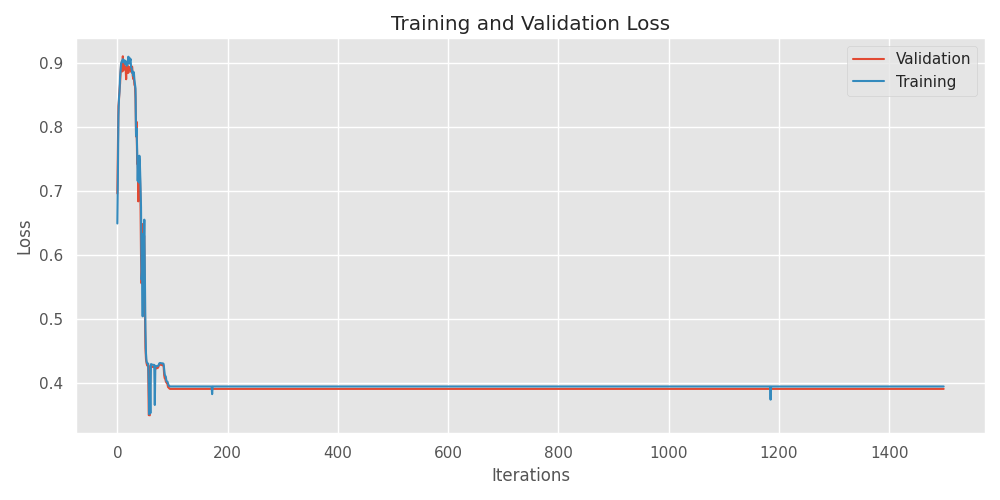 Training and Validation Loss
Validation
Training
0.9
0.8
0.7
0.6
0.5
0.4
Loss
0 200 400 600 800 1000 1200 1400
Iterations